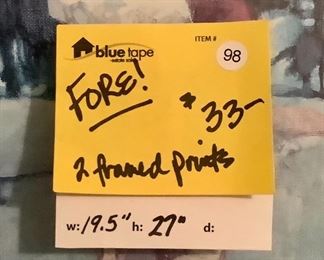 blue tape
estate sales
ITEM #
98
FORE!
$33-
2 framed prints
w: 19.5" h: 27" d: